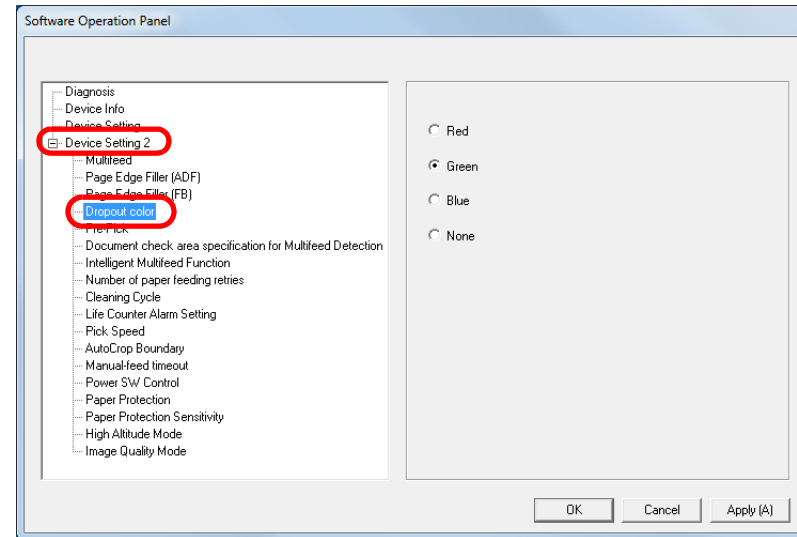 Software Operation Panel
Diagnosis
Device Info
Device Setting
Device Setting 2
Multifeed
Page Edge Filler (ADF)
Page Edge Filler (FB)
Dropout color
Pre-Pick
Document check area specification for Multifeed Detection
Intelligent Multifeed Function
Number of paper feeding retries
Cleaning Cycle
Life Counter Alarm Setting
Pick Speed
AutoCrop Boundary
Manual-feed timeout
Power SW Control
Paper Protection
Paper Protection Sensitivity
High Altitude Mode
Image Quality Mode
Red
Green
Blue
None
OK
Cancel
Apply (A)